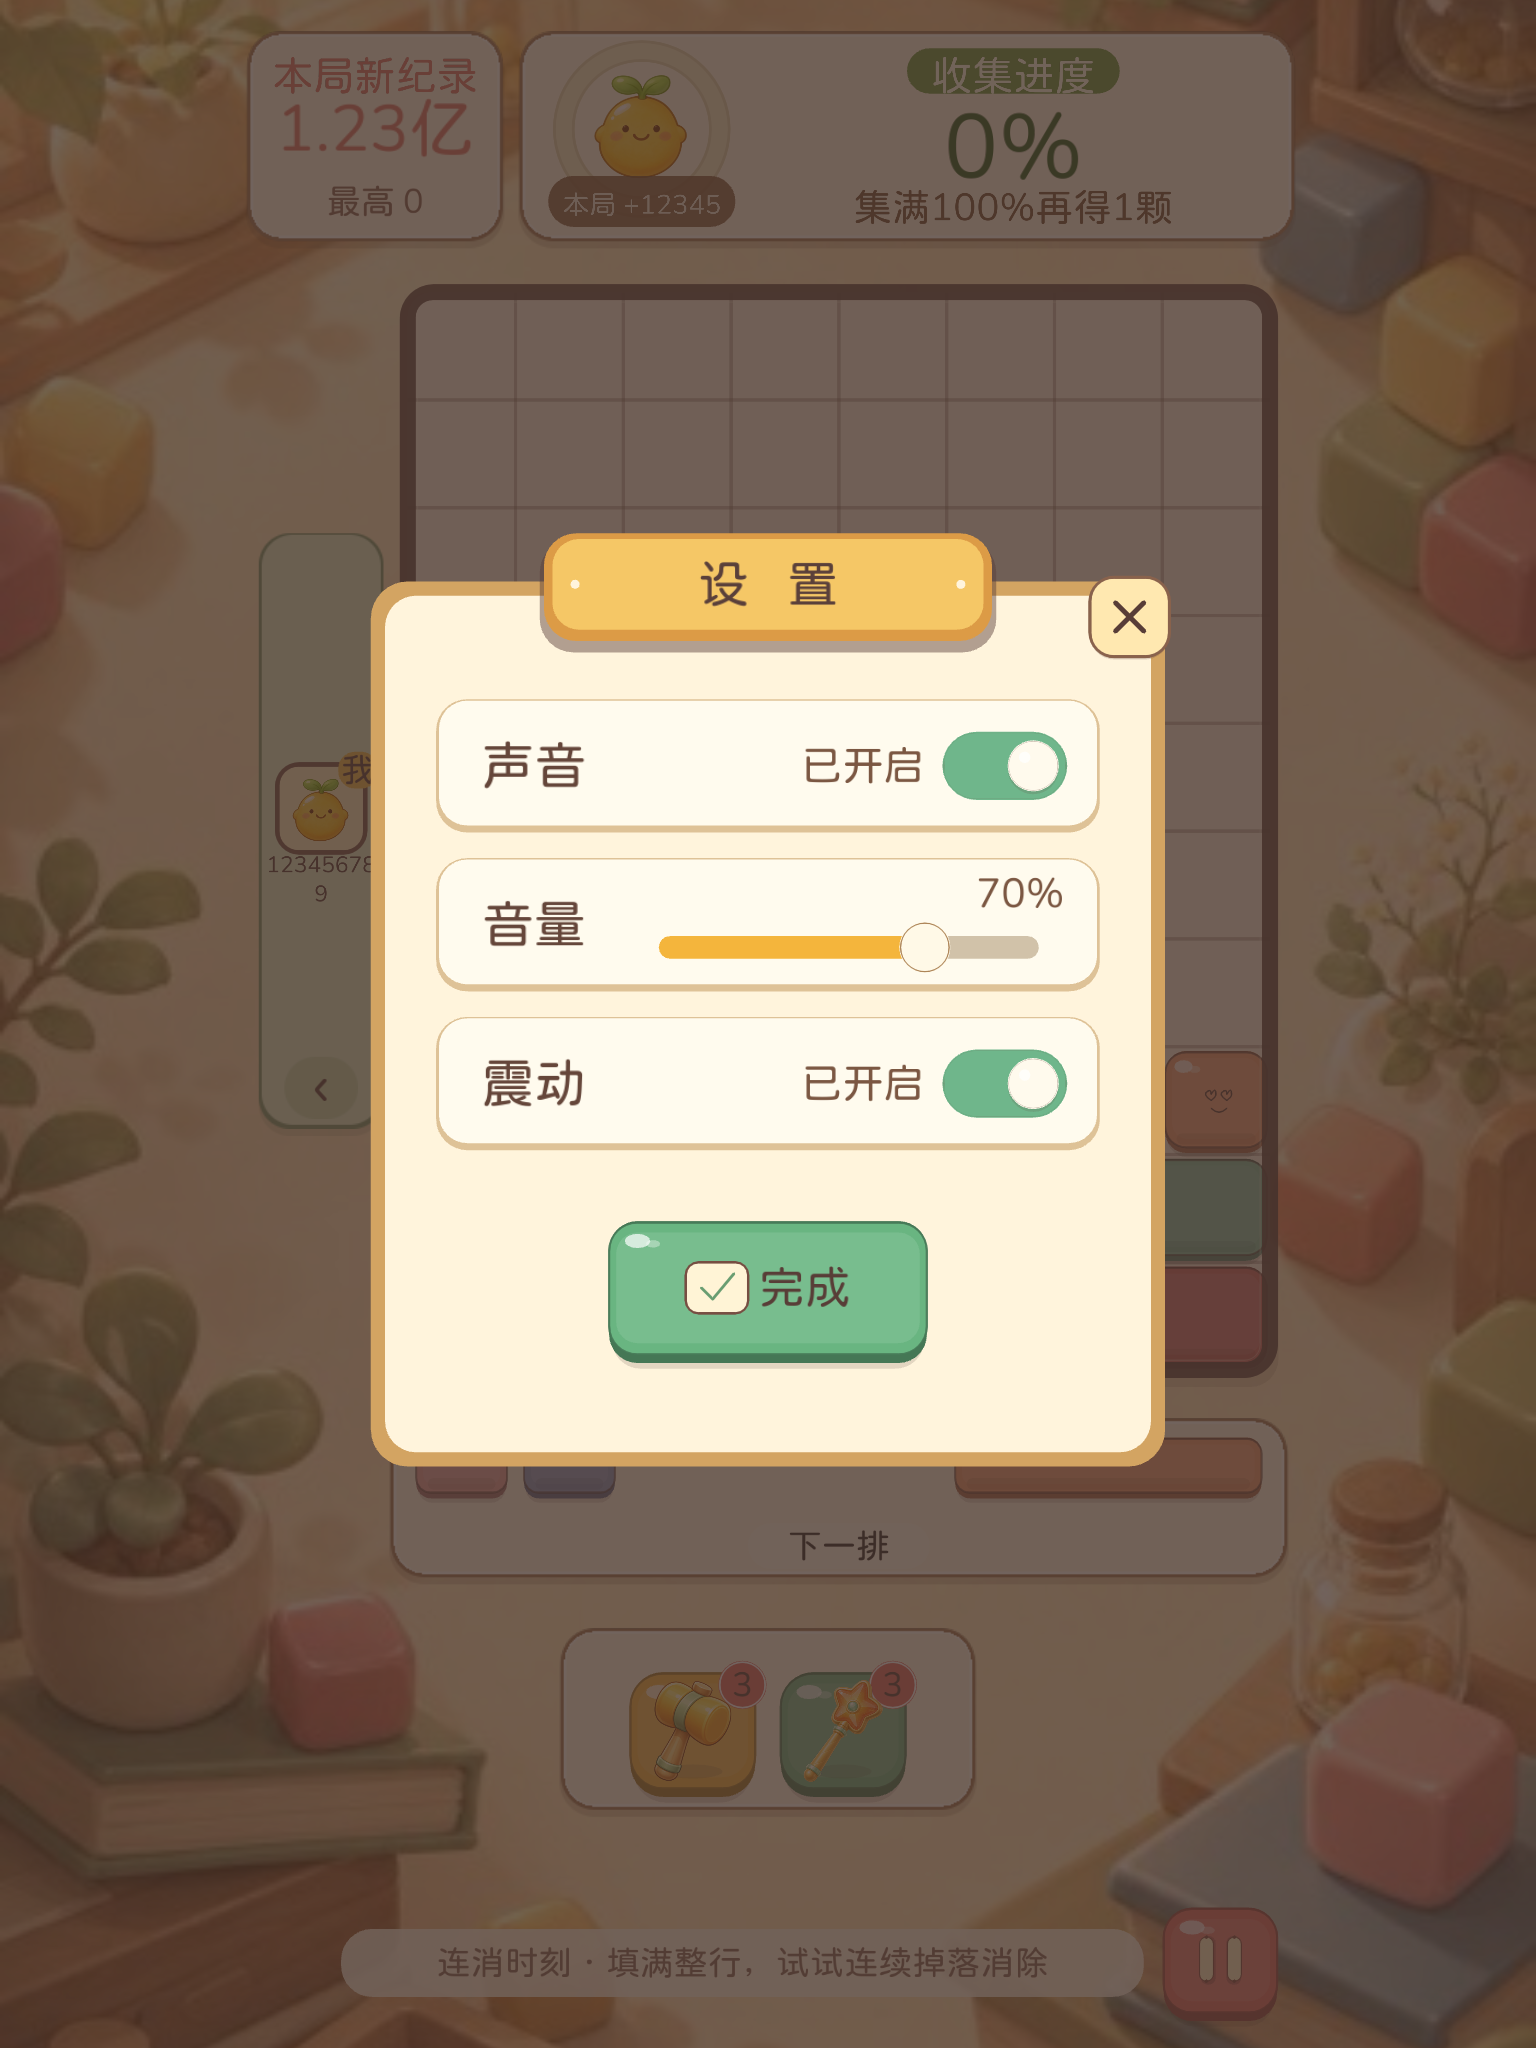 本局新纪录
1.23亿
最高 0
本局 +12345
收集进度
0%
集满100%再得1颗
设 置
声音
已开启
音量
70%
震动
已开启
完成
我
12345678
9
下一排
3
3
连消时刻 · 填满整行，试试连续掉落消除